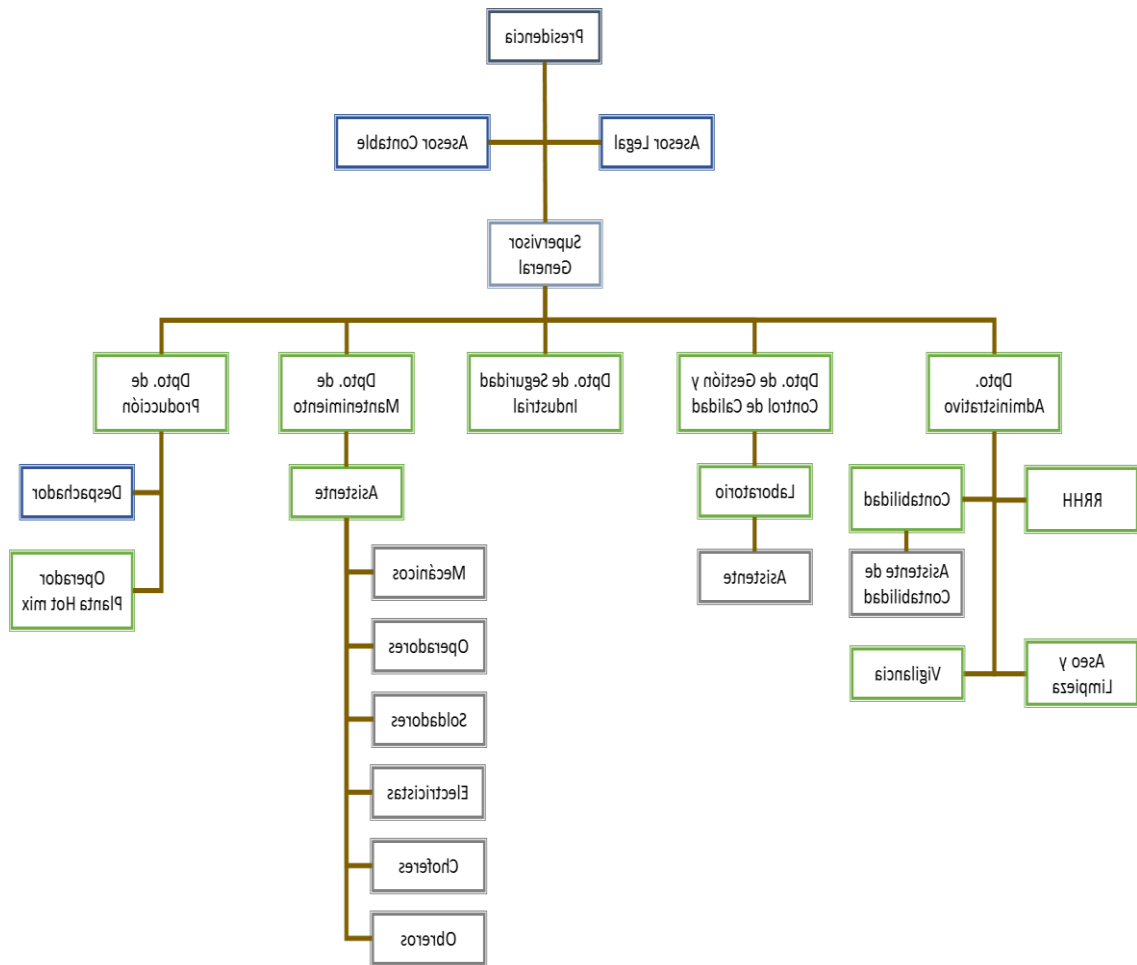 Presidencia
Asesor Legal
Asesor Contable
Supervisor
General
Dpto.
Administrativo
Dpto. de Gestión y
Control de Calidad
Dpto. de Seguridad
Industrial
Dpto. de
Mantenimiento
Dpto. de
Producción
RRHH
Contabilidad
Asistente de
Contabilidad
Aseo y
Limpieza
Vigilancia
Laboratorio
Asistente
Asistente
Mecánicos
Operadores
Soldadores
Electricistas
Choferes
Obreros
Despachador
Operador
Planta Hot mix